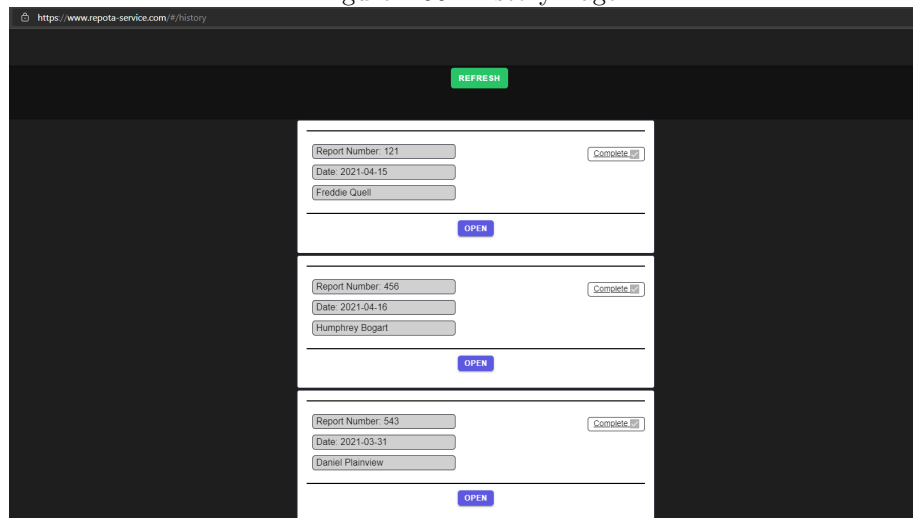 https://www.repota-service.com/#/history
REFRESH
Report Number: 121
Complete
Date: 2021-04-15
Freddie Quell
OPEN
Report Number: 456
Complete
Date: 2021-04-16
Humphrey Bogart
OPEN
Report Number: 543
Complete
Date: 2021-03-31
Daniel Plainview
OPEN